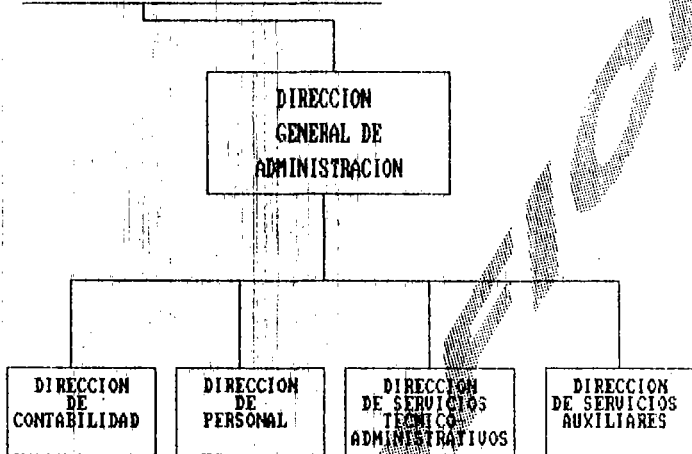 DIRECCION
GENERAL DE
ADMINISTRACION
DIRECCION
DE
CONTABILIDAD
DIRECCION
DE
PERSONAL
DIRECCION
DE SERVICIOS
TECNICO
ADMINISTRATIVOS
DIRECCION
DE SERVICIOS
AUXILIARES